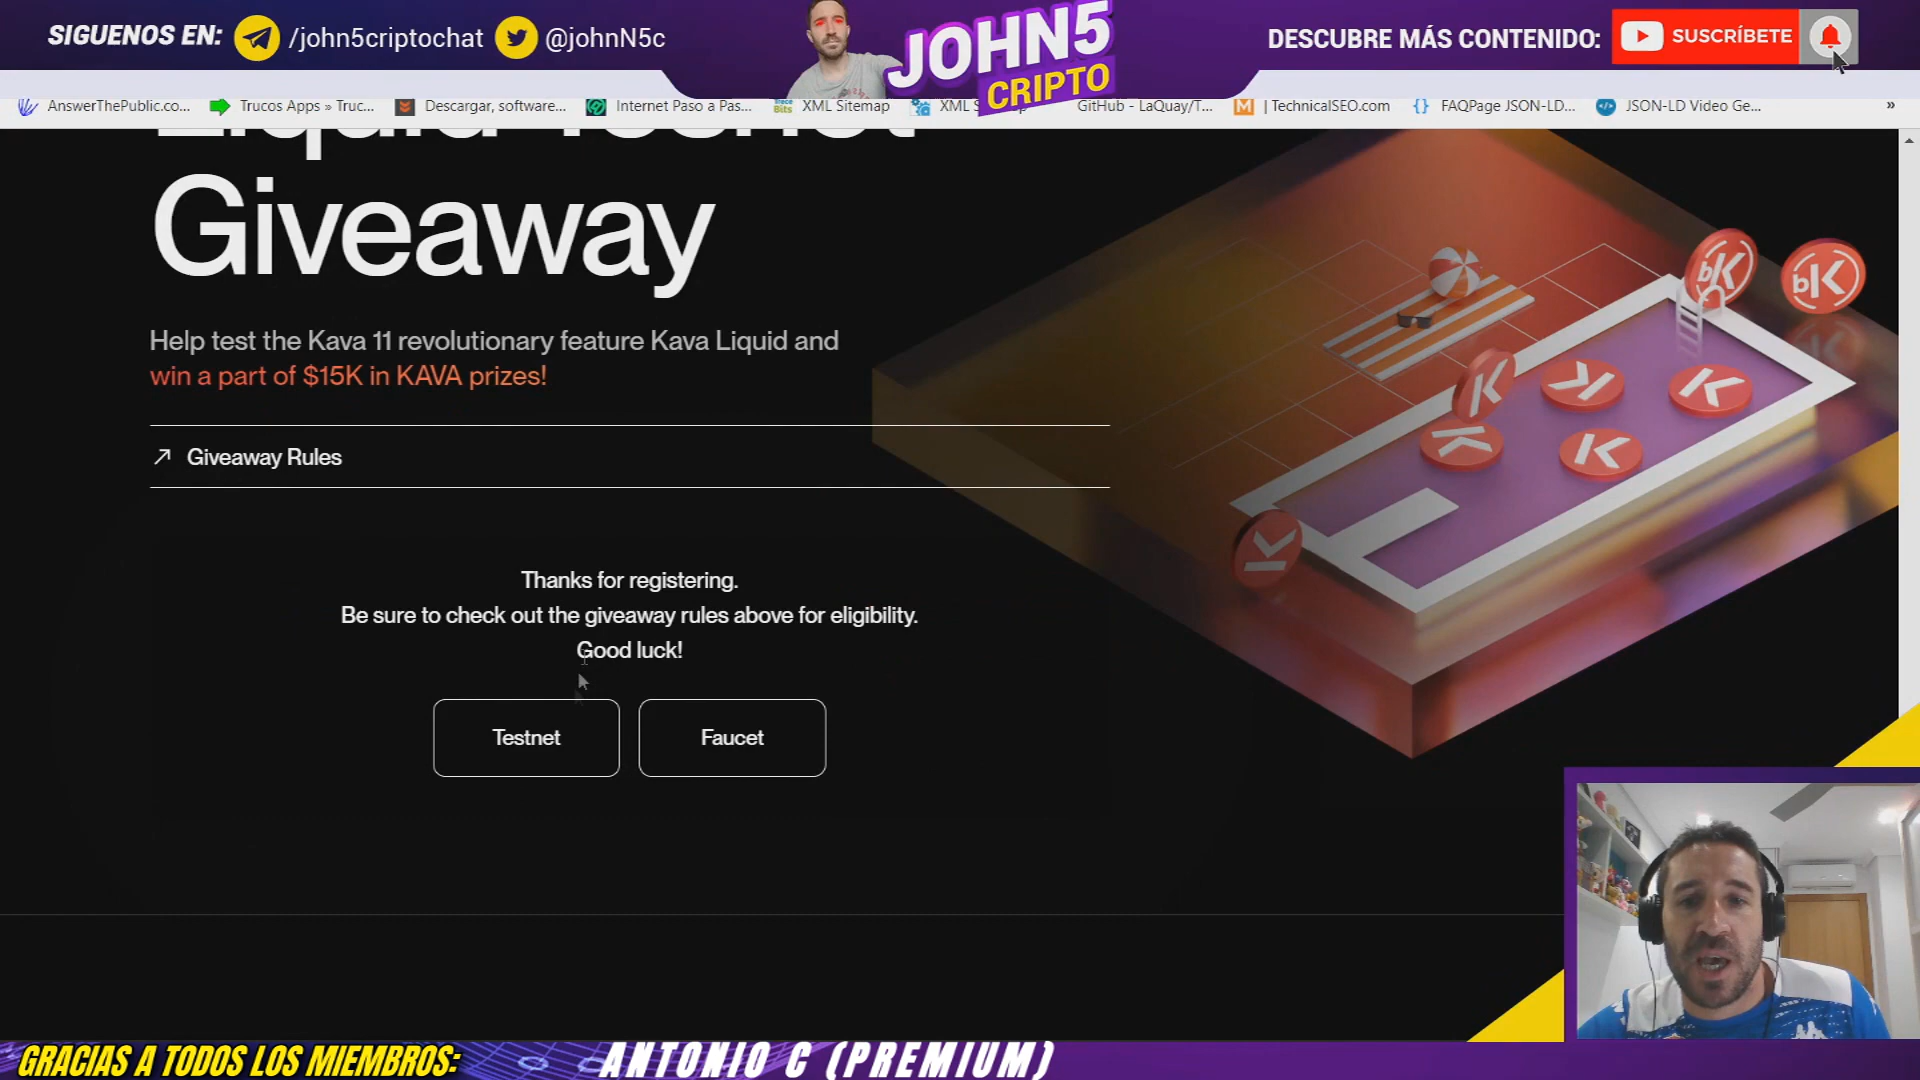 SIGUENOS EN: /john5criptochat @johnN5c
JOHN5
CRIPTO
DESCUBRE MÁS CONTENIDO: SUSCRÍBETE
AnswerThePublic.co... Trucos Apps » Truc... Descargar, software... Internet Paso a Pas... XML Sitemap XML S GitHub - LaQuay/T... | TechnicalSEO.com FAQPage JSON-LD... JSON-LD Video Ge... »
Giveaway
Help test the Kava 11 revolutionary feature Kava Liquid and
win a part of $15K in KAVA prizes!
Giveaway Rules
Thanks for registering.
Be sure to check out the giveaway rules above for eligibility.
Good luck!
Testnet Faucet
GRACIAS A TODOS LOS MIEMBROS: ANTONIO C (PREMIUM)